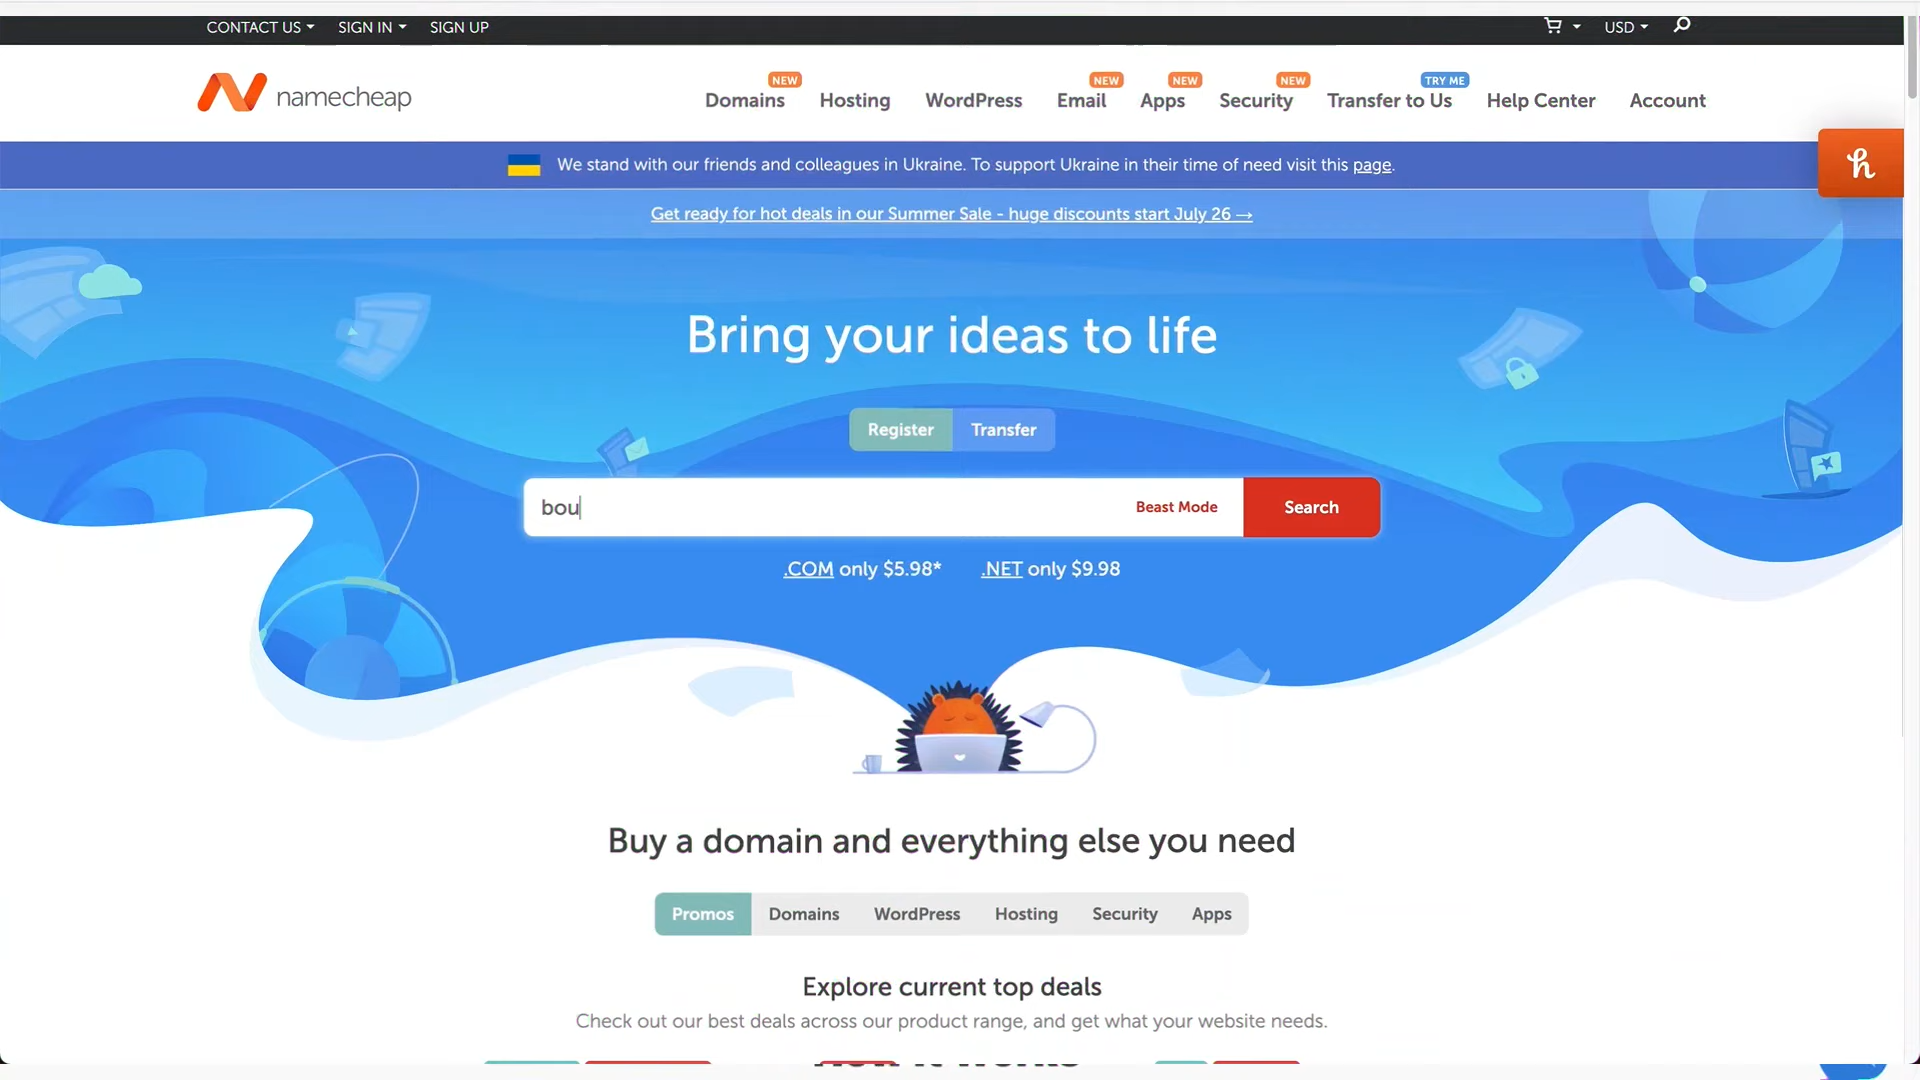 CONTACT US SIGN IN SIGN UP USD
namecheap
NEW NEW NEW NEW TRY ME
Domains Hosting WordPress Email Apps Security Transfer to Us Help Center Account
We stand with our friends and colleagues in Ukraine. To support Ukraine in their time of need visit this page.
h
Get ready for hot deals in our Summer Sale - huge discounts start July 26 →
Bring your ideas to life
Register Transfer
bou Beast Mode Search
.COM only $5.98* .NET only $9.98
Buy a domain and everything else you need
Promos Domains WordPress Hosting Security Apps
Explore current top deals
Check out our best deals across our product range, and get what your website needs.